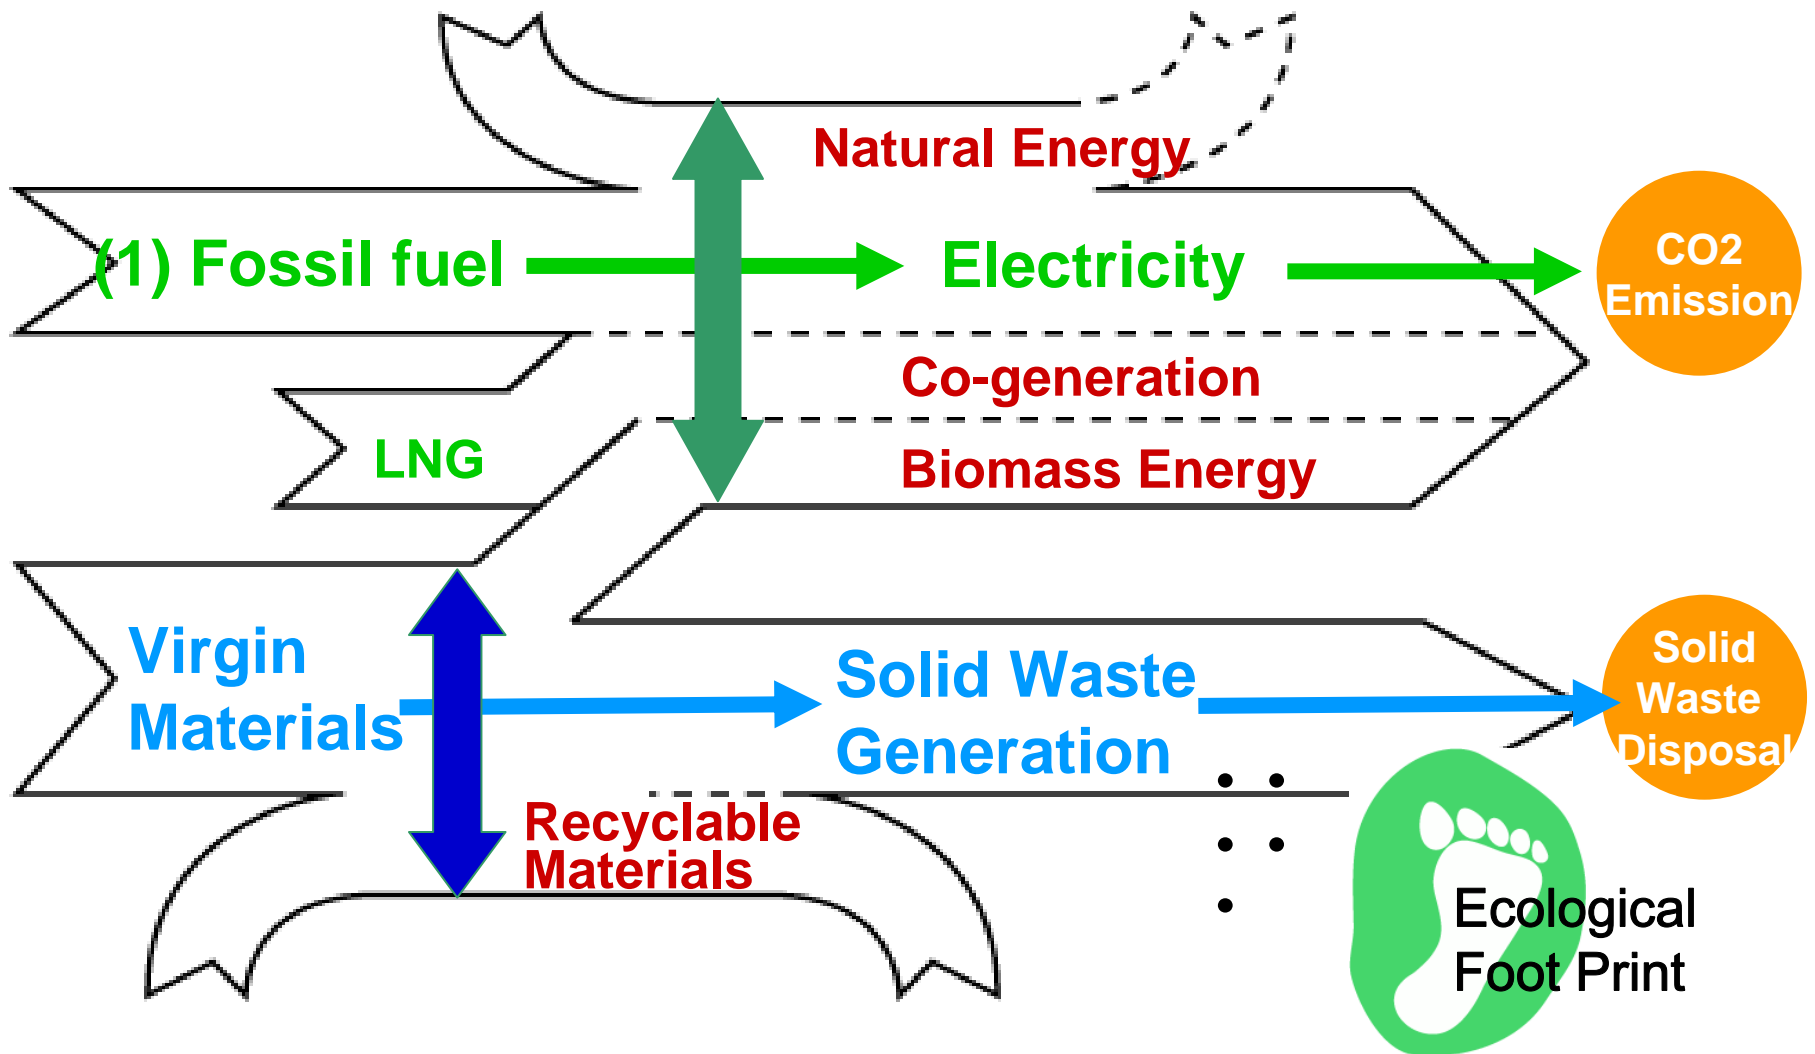 Natural Energy
(1) Fossil fuel
Electricity
CO2
Emission
Co-generation
LNG
Biomass Energy
Virgin
Materials
Solid Waste
Generation
Solid
Waste
Disposal
Recyclable
Materials
Ecological
Foot Print